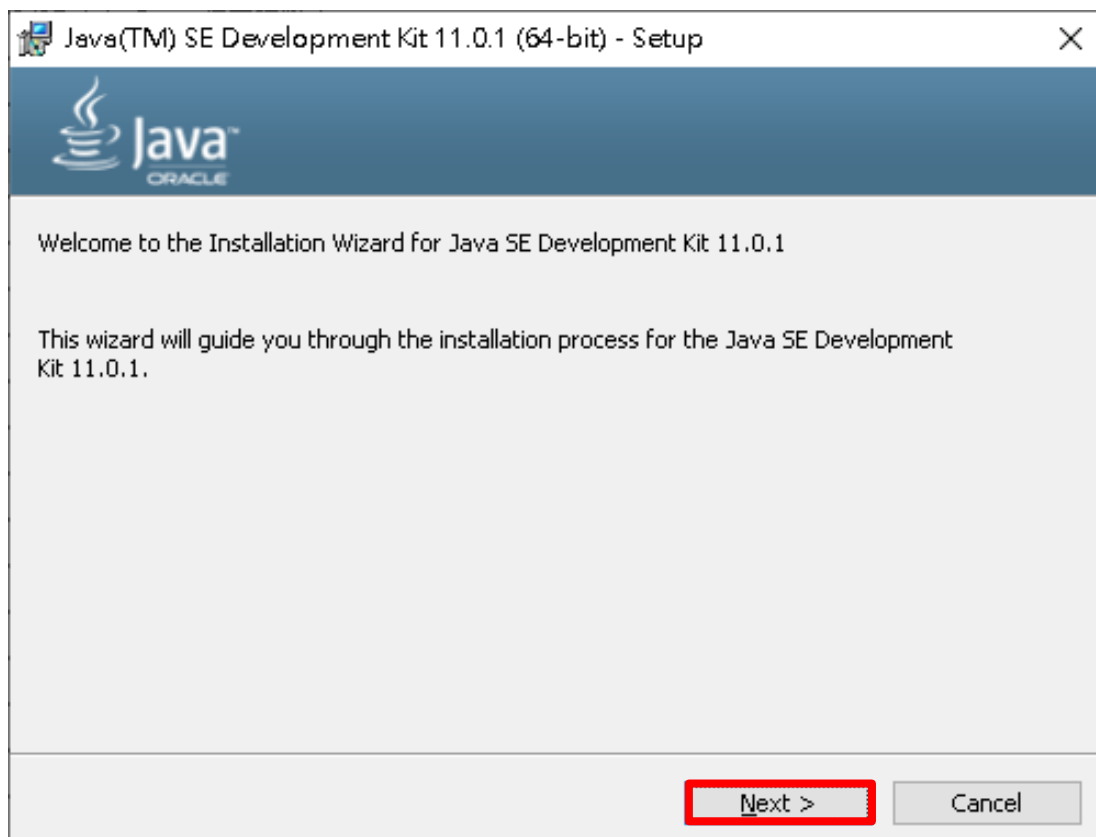 Java(TM) SE Development Kit 11.0.1 (64-bit) - Setup
Java™
ORACLE
Welcome to the Installation Wizard for Java SE Development Kit 11.0.1
This wizard will guide you through the installation process for the Java SE Development
Kit 11.0.1.
Next >
Cancel